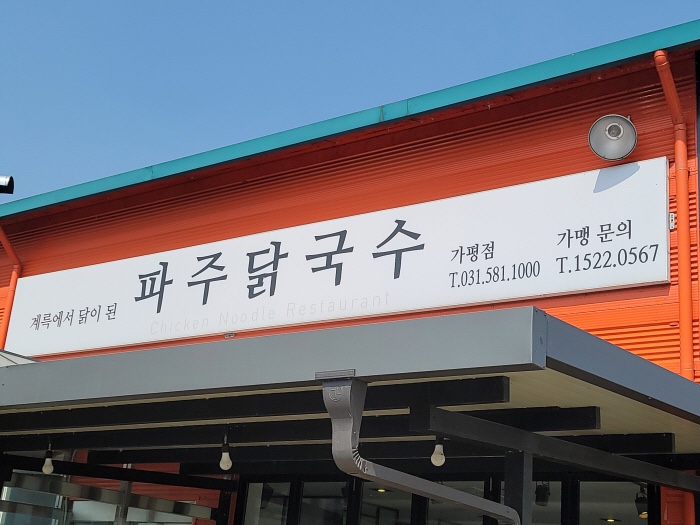 계륵에서 닭이 된
파주닭국수
Chicken Noodle Restaurant
가평점
T.031.581.1000
가맹 문의
T.1522.0567